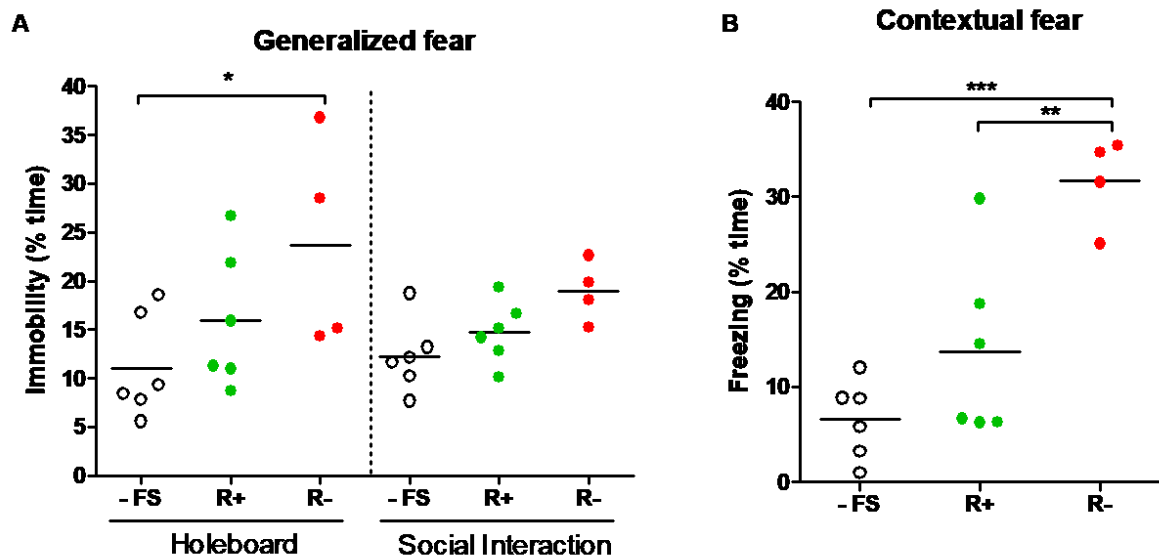 A
Generalized fear
*
Immobility (% time)
40
35
30
25
20
15
10
5
0
- FS R+ R- - FS R+ R-
Holeboard Social Interaction
B
Contextual fear
***
**
Freezing (% time)
40
30
20
10
0
- FS R+ R-